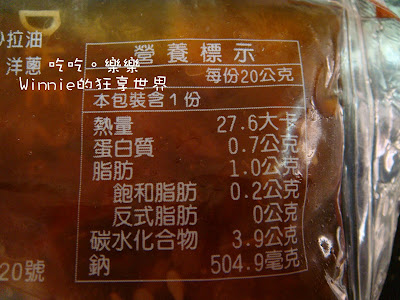 沙拉油
洋蔥
吃吃。樂樂
Winnie的狂享世界
營養標示
每份20公克
本包裝含1份
熱量 27.6大卡
蛋白質 0.7公克
脂肪 1.0公克
飽和脂肪 0.2公克
反式脂肪 0公克
碳水化合物 3.9公克
鈉 504.9毫克
20號